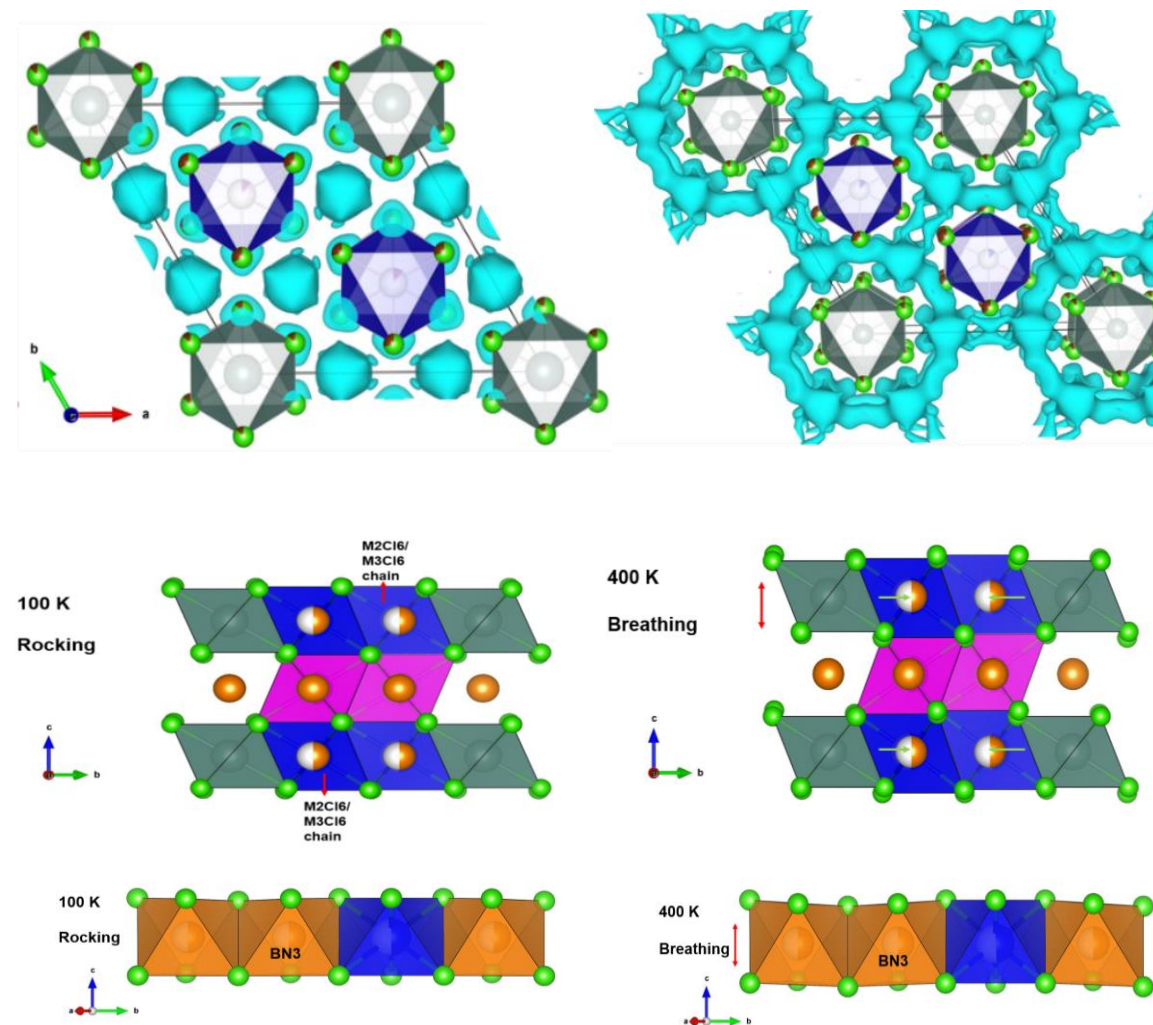 b
a
M2Cl6/
M3Cl6
chain
100 K
Rocking
c
b
M2Cl6/
M3Cl6
chain
400 K
Breathing
c
b
100 K
Rocking
BN3
c
a
b
400 K
Breathing
BN3
c
a
b